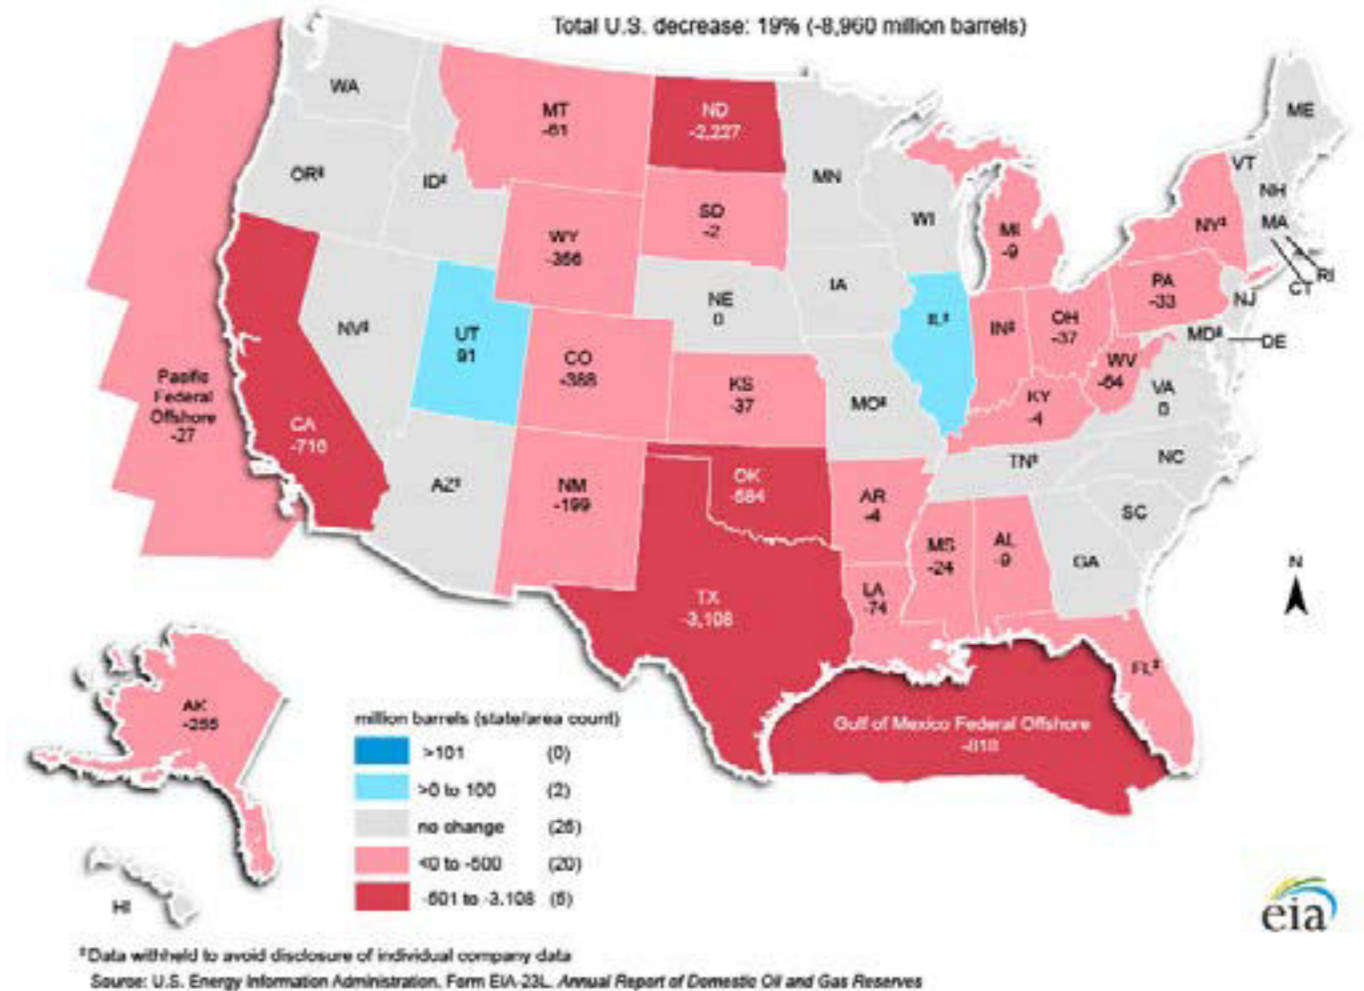 Total U.S. decrease: 19% (-8,960 million barrels)
WA
MT
-61
ND
-2,227
ME
OR‡
ID‡
MN
VT
NH
SD
-2
WI
MI
-9
NY‡
MA
WY
-366
RI
CT
NE
0
IA
PA
-33
NJ
NV‡
UT
91
IL‡
IN‡
OH
-37
MD‡
DE
CO
-388
WV
-64
Pacific
Federal
Offshore
-27
KS
-37
KY
-4
VA
0
CA
MO‡
NC
AZ‡
NM
-199
OK
-584
TN‡
AR
-4
SC
MS
-24
AL
-9
GA
N
TX
-3,108
LA
-74
FL‡
AK
Gulf of Mexico Federal Offshore
million barrels (state/area count)
>101 (0)
>0 to 100 (2)
no change
<0 to -500 (20)
-501 to -3,108 (5)
HI
eia
‡Data withheld to avoid disclosure of individual company data
Source: U.S. Energy Information Administration, Form EIA-23L, Annual Report of Domestic Oil and Gas Reserves